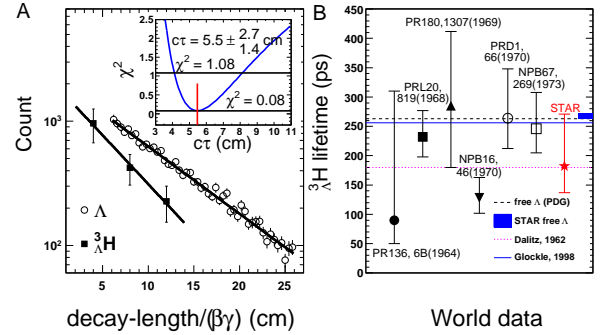 A
Count
10³
10²
χ²
2.5
2
1.5
1
0.5
0
cτ = 5.5 ± 2.7 1.4 cm
χ² = 1.08
χ² = 0.08
3 4 5 6 7 8 9 10 11
cτ (cm)
Λ
³ΛH
0 5 10 15 20 25
decay-length/(βγ) (cm)
B
³ΛH lifetime (ps)
450
400
350
300
250
200
150
100
50
0
PR180,1307(1969)
PRL20,
819(1968)
PRD1,
66(1970)
NPB67,
269(1973)
STAR
NPB16,
46(1970)
PR136, 6B(1964)
free Λ (PDG)
STAR free Λ
Dalitz, 1962
Glockle, 1998
World data